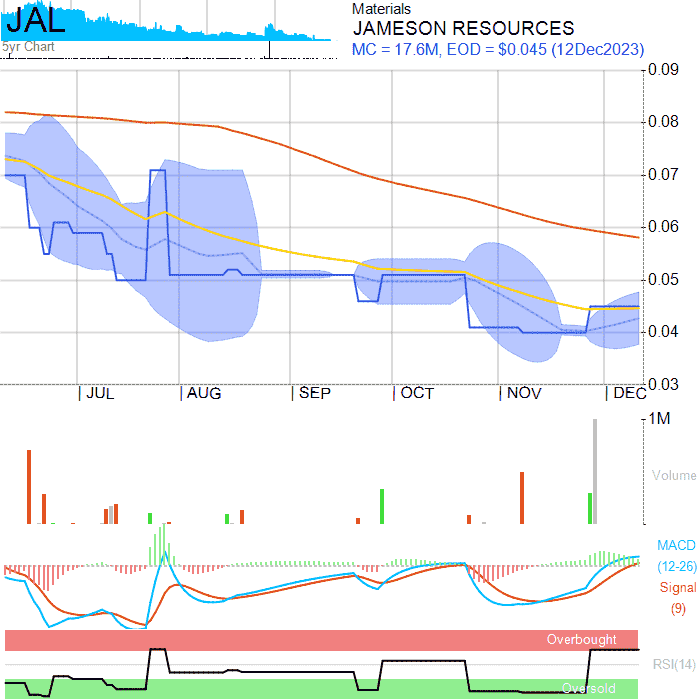 JAL
5yr Chart
Materials
JAMESON RESOURCES
MC = 17.6M, EOD = $0.045 (12Dec2023)
0.09
0.08
0.07
0.06
0.05
0.04
0.03
JUL AUG SEP OCT NOV DEC
1M
Volume
MACD
(12-26)
Signal
(9)
Overbought
RSI(14)
Oversold